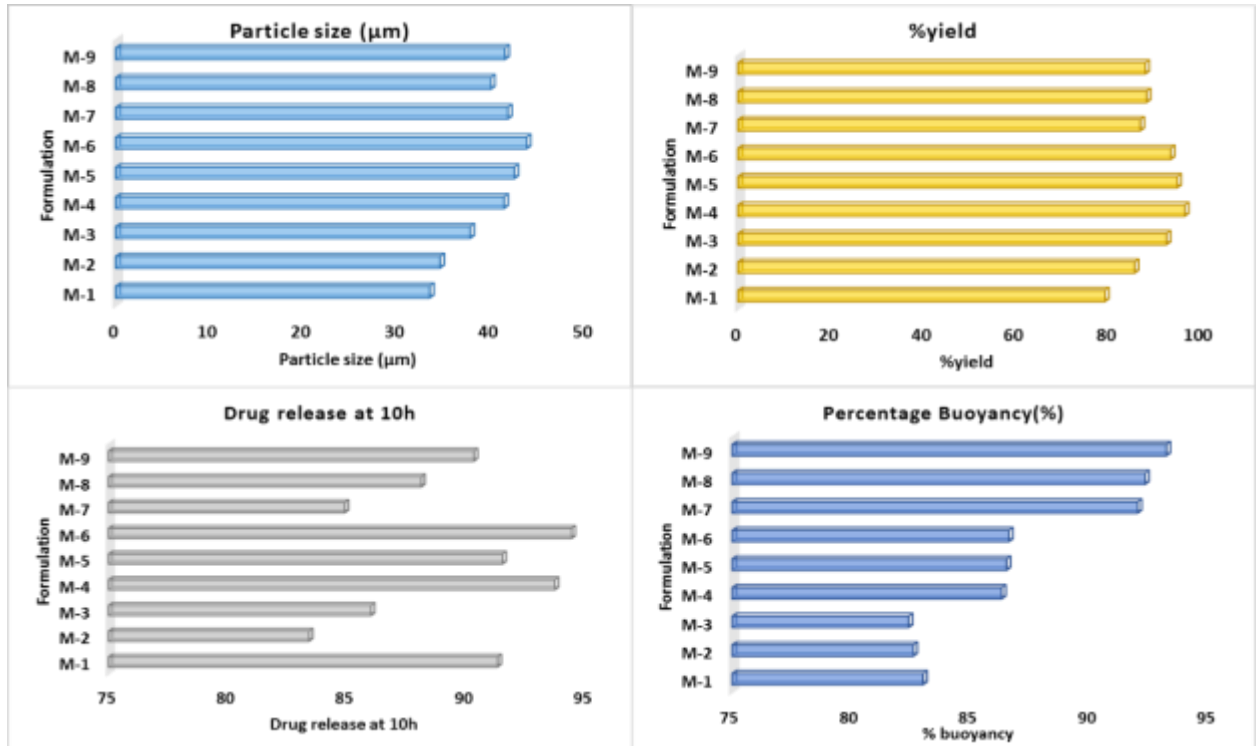 Particle size (μm)
Formulation
M-9
M-8
M-7
M-6
M-5
M-4
M-3
M-2
M-1
0 10 20 30 40 50
Particle size (μm)
%yield
Formulation
M-9
M-8
M-7
M-6
M-5
M-4
M-3
M-2
M-1
0 20 40 60 80 100
%yield
Drug release at 10h
Formulation
M-9
M-8
M-7
M-6
M-5
M-4
M-3
M-2
M-1
75 80 85 90 95
Drug release at 10h
Percentage Buoyancy(%)
Formulation
M-9
M-8
M-7
M-6
M-5
M-4
M-3
M-2
M-1
75 80 85 90 95
% buoyancy